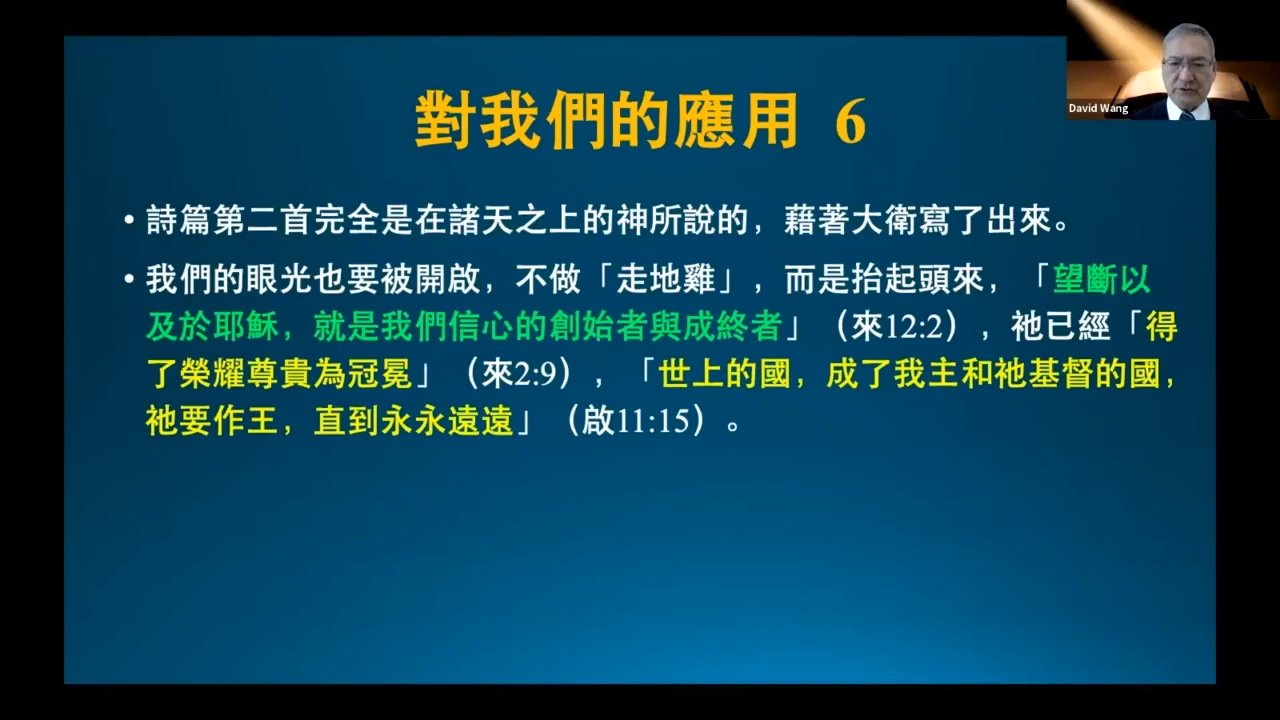 對我們的應用 6
• 詩篇第二首完全是在諸天之上的神所說的，藉著大衛寫了出來。
• 我們的眼光也要被開啟，不做「走地雞」，而是抬起頭來，「望斷以
及於耶穌，就是我們信心的創始者與成終者」（來12:2），祂已經「得
了榮耀尊貴為冠冕」（來2:9），「世上的國，成了我主和祂基督的國，
祂要作王，直到永永遠遠」（啟11:15）。
David Wang